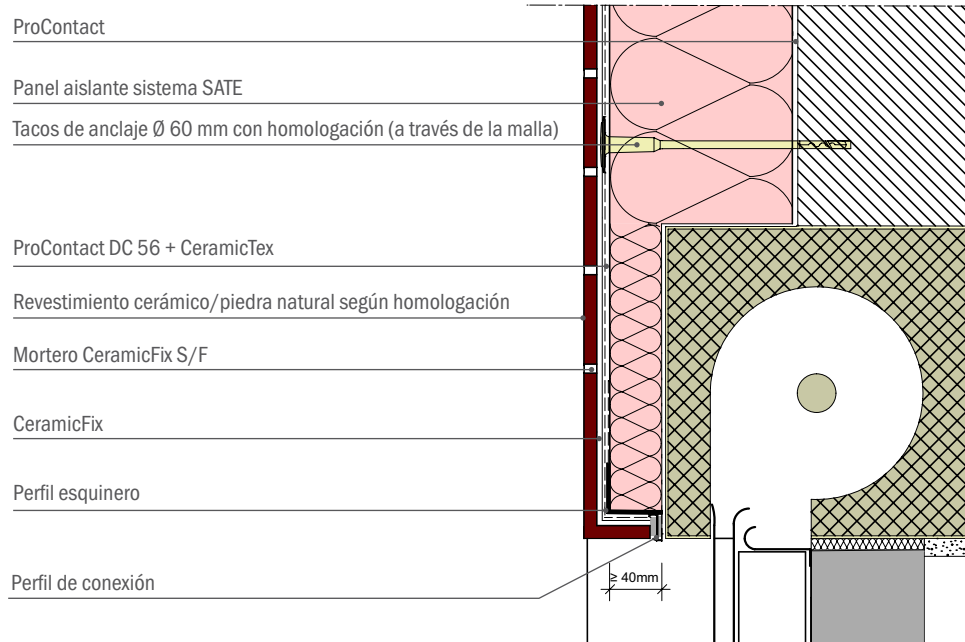 ProContact
Panel aislante sistema SATE
Tacos de anclaje Ø 60 mm con homologación (a través de la malla)
ProContact DC 56 + CeramicTex
Revestimiento cerámico/piedra natural según homologación
Mortero CeramicFix S/F
CeramicFix
Perfil esquinero
Perfil de conexión
≥ 40mm